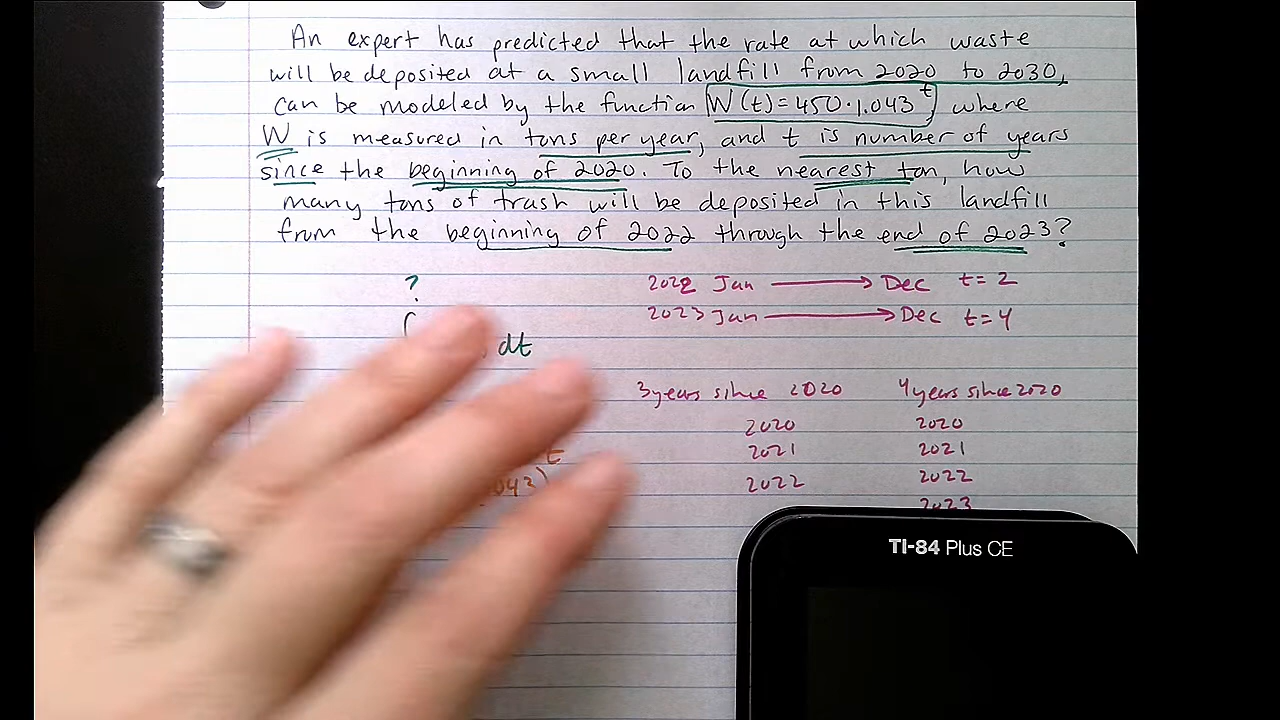 An expert has predicted that the rate at which waste
will be deposited at a small landfill from 2020 to 2030,
can be modeled by the function W(t)=450·1.043^t where
W is measured in tons per year, and t is number of years
since the beginning of 2020. To the nearest ton, how
many tons of trash will be deposited in this landfill
from the beginning of 2022 through the end of 2023?
?
2022 Jan → Dec t=2
2023 Jan → Dec t=4
dt
3years since 2020
2020
2021
2022
4years since 2020
2020
2021
2022
2023
t
043)
TI-84 Plus CE